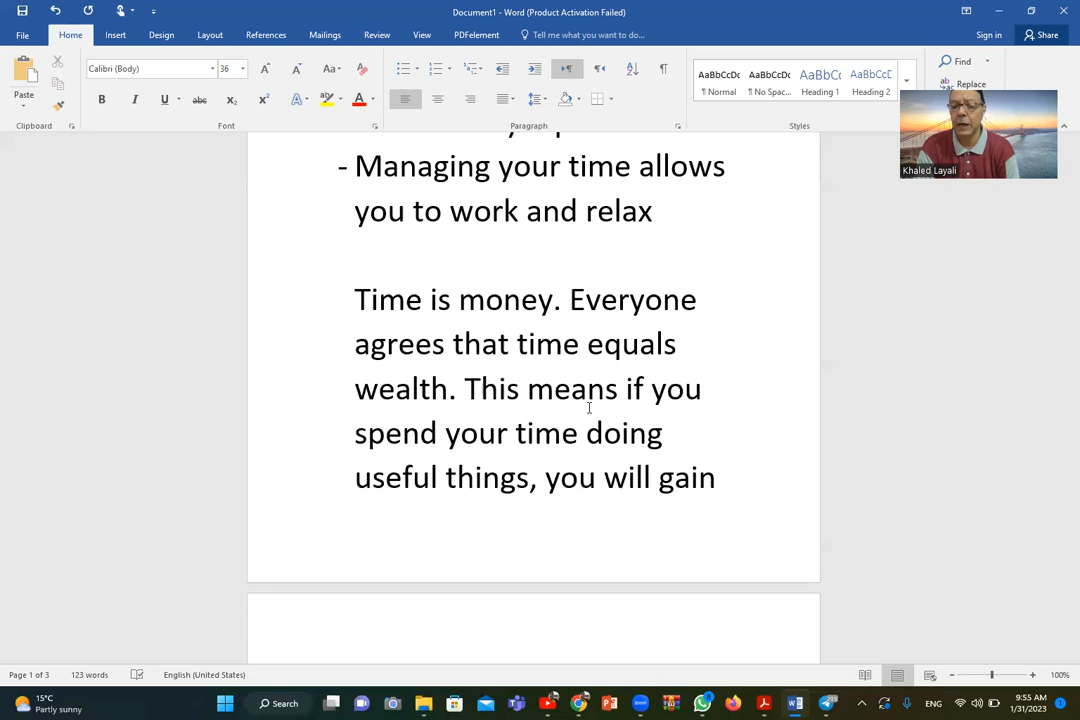 Document1 - Word (Product Activation Failed)
File Home Insert Design Layout References Mailings Review View PDFelement Tell me what you want to do... Sign in Share
Calibri (Body) 36
Paste
Find
Replace
AaBbCcDc AaBbCcDc AaBbCc AaBbCcD
¶ Normal ¶ No Spac... Heading 1 Heading 2
Clipboard Font Paragraph Styles
Khaled Layali
- Managing your time allows
you to work and relax
Time is money. Everyone
agrees that time equals
wealth. This means if you
spend your time doing
useful things, you will gain
Page 1 of 3 123 words English (United States) 100%
15°C
Partly sunny
Search
ENG
9:55 AM
1/31/2023